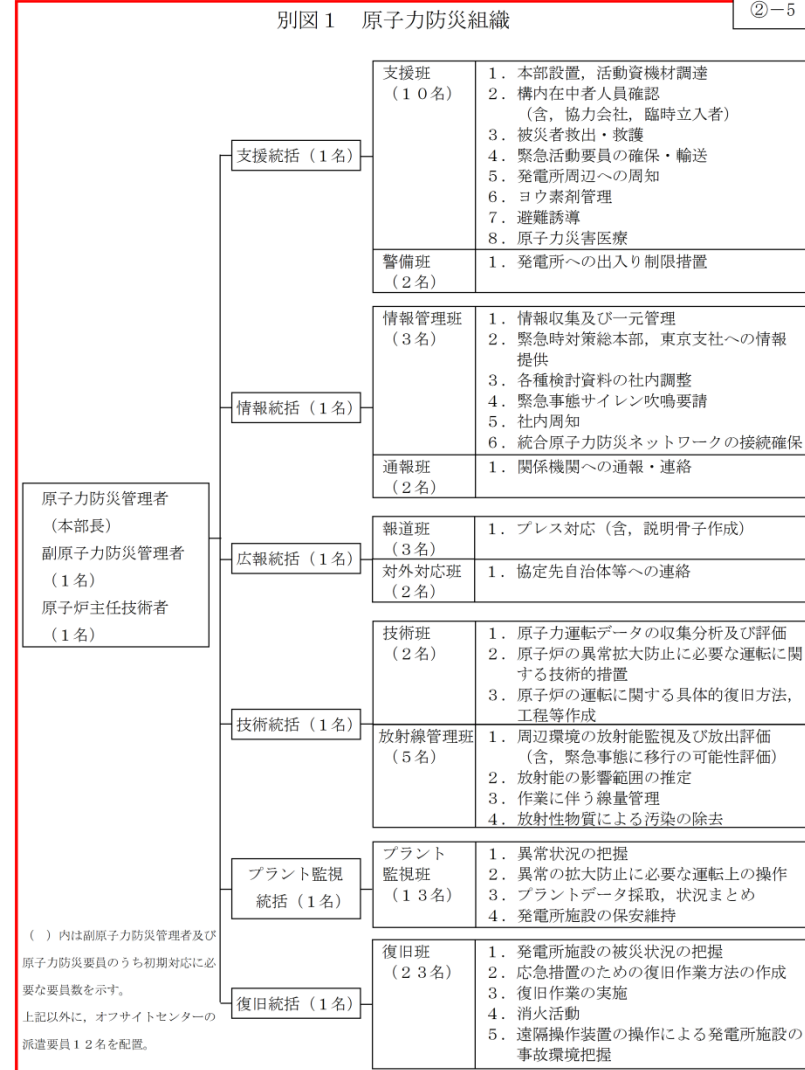 ②－5
別図１　原子力防災組織
原子力防災管理者
（本部長）
副原子力防災管理者
（１名）
原子炉主任技術者
（１名）
支援統括（１名）
支援班
（１０名）
１．本部設置，活動資機材調達
２．構内在中者人員確認
（含，協力会社，臨時立入者）
３．被災者救出・救護
４．緊急活動要員の確保・輸送
５．発電所周辺への周知
６．ヨウ素剤管理
７．避難誘導
８．原子力災害医療
警備班
（２名）
１．発電所への出入り制限措置
情報統括（１名）
情報管理班
（３名）
１．情報収集及び一元管理
２．緊急時対策総本部，東京支社への情報
提供
３．各種検討資料の社内調整
４．緊急事態サイレン吹鳴要請
５．社内周知
６．統合原子力防災ネットワークの接続確保
通報班
（２名）
１．関係機関への通報・連絡
広報統括（１名）
報道班
（３名）
１．プレス対応（含，説明骨子作成）
対外対応班
（２名）
１．協定先自治体等への連絡
技術統括（１名）
技術班
（２名）
１．原子力運転データの収集分析及び評価
２．原子炉の異常拡大防止に必要な運転に関
する技術的措置
３．原子炉の運転に関する具体的復旧方法，
工程等作成
放射線管理班
（５名）
１．周辺環境の放射能監視及び放出評価
（含，緊急事態に移行の可能性評価）
２．放射能の影響範囲の推定
３．作業に伴う線量管理
４．放射性物質による汚染の除去
プラント監視
統括（１名）
プラント
監視班
（１３名）
１．異常状況の把握
２．異常の拡大防止に必要な運転上の操作
３．プラントデータ採取，状況まとめ
４．発電所施設の保安維持
復旧統括（１名）
復旧班
（２３名）
１．発電所施設の被災状況の把握
２．応急措置のための復旧作業方法の作成
３．復旧作業の実施
４．消火活動
５．遠隔操作装置の操作による発電所施設の
事故環境把握
（　）内は副原子力防災管理者及び
原子力防災要員のうち初期対応に必
要な要員数を示す。
上記以外に，オフサイトセンターの
派遣要員１２名を配置。